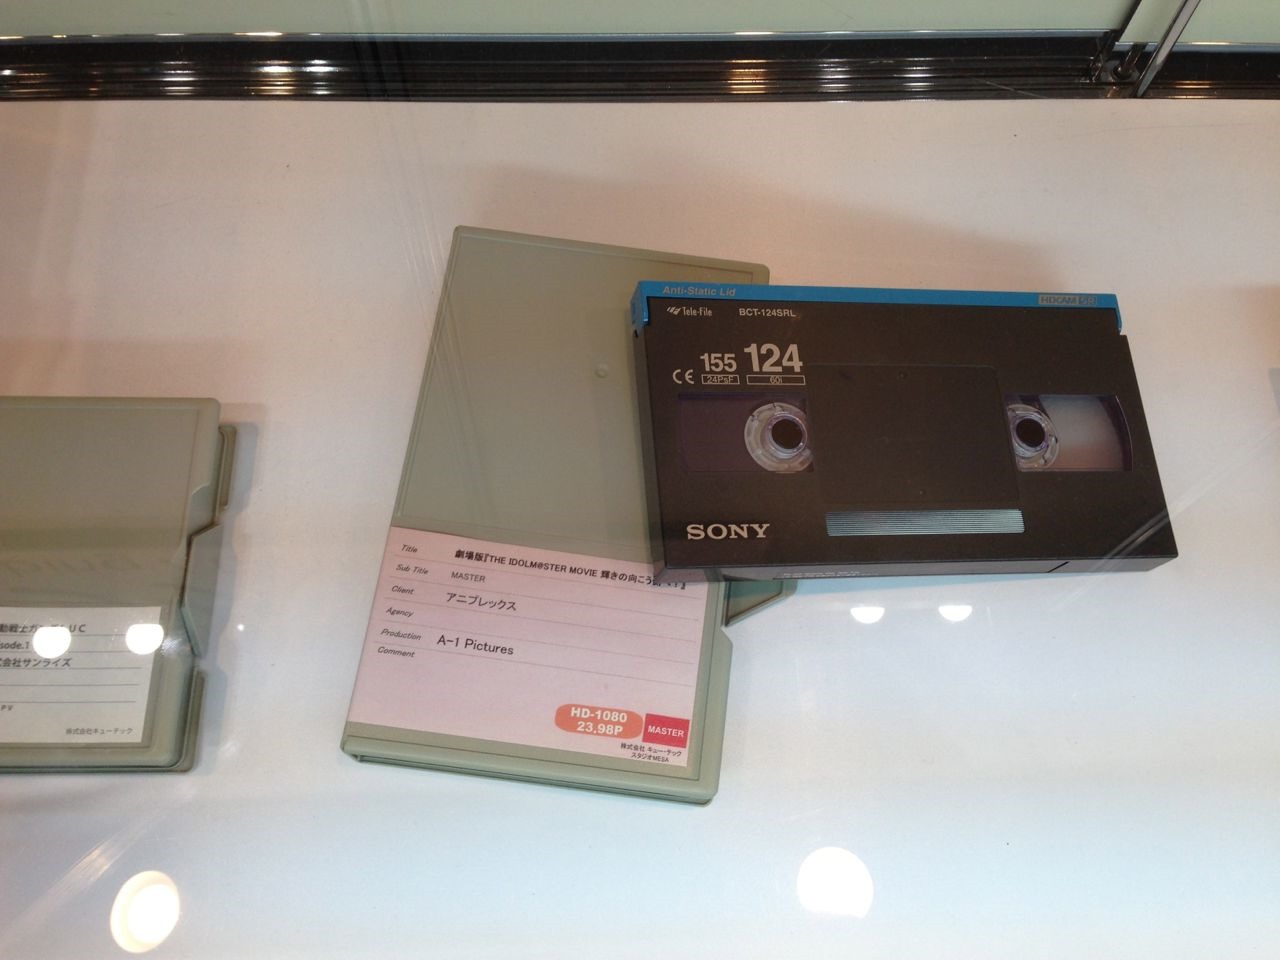 Anti-Static Lid
HDCAM SR
Tele-File
BCT-124SRL
155 124
CE 24PsF 60i
SONY
Title 劇場版『THE IDOLM@STER MOVIE 輝きの向こう
Sub Title MASTER
Client アニプレックス
Agency
Production A-1 Pictures
Comment
HD-1080
23.98P
MASTER
株式会社 キュー・テック
スタジオMESA
動戦士ガンダムUC
isode.1
式会社サンライズ
PV
株式会社キューテック